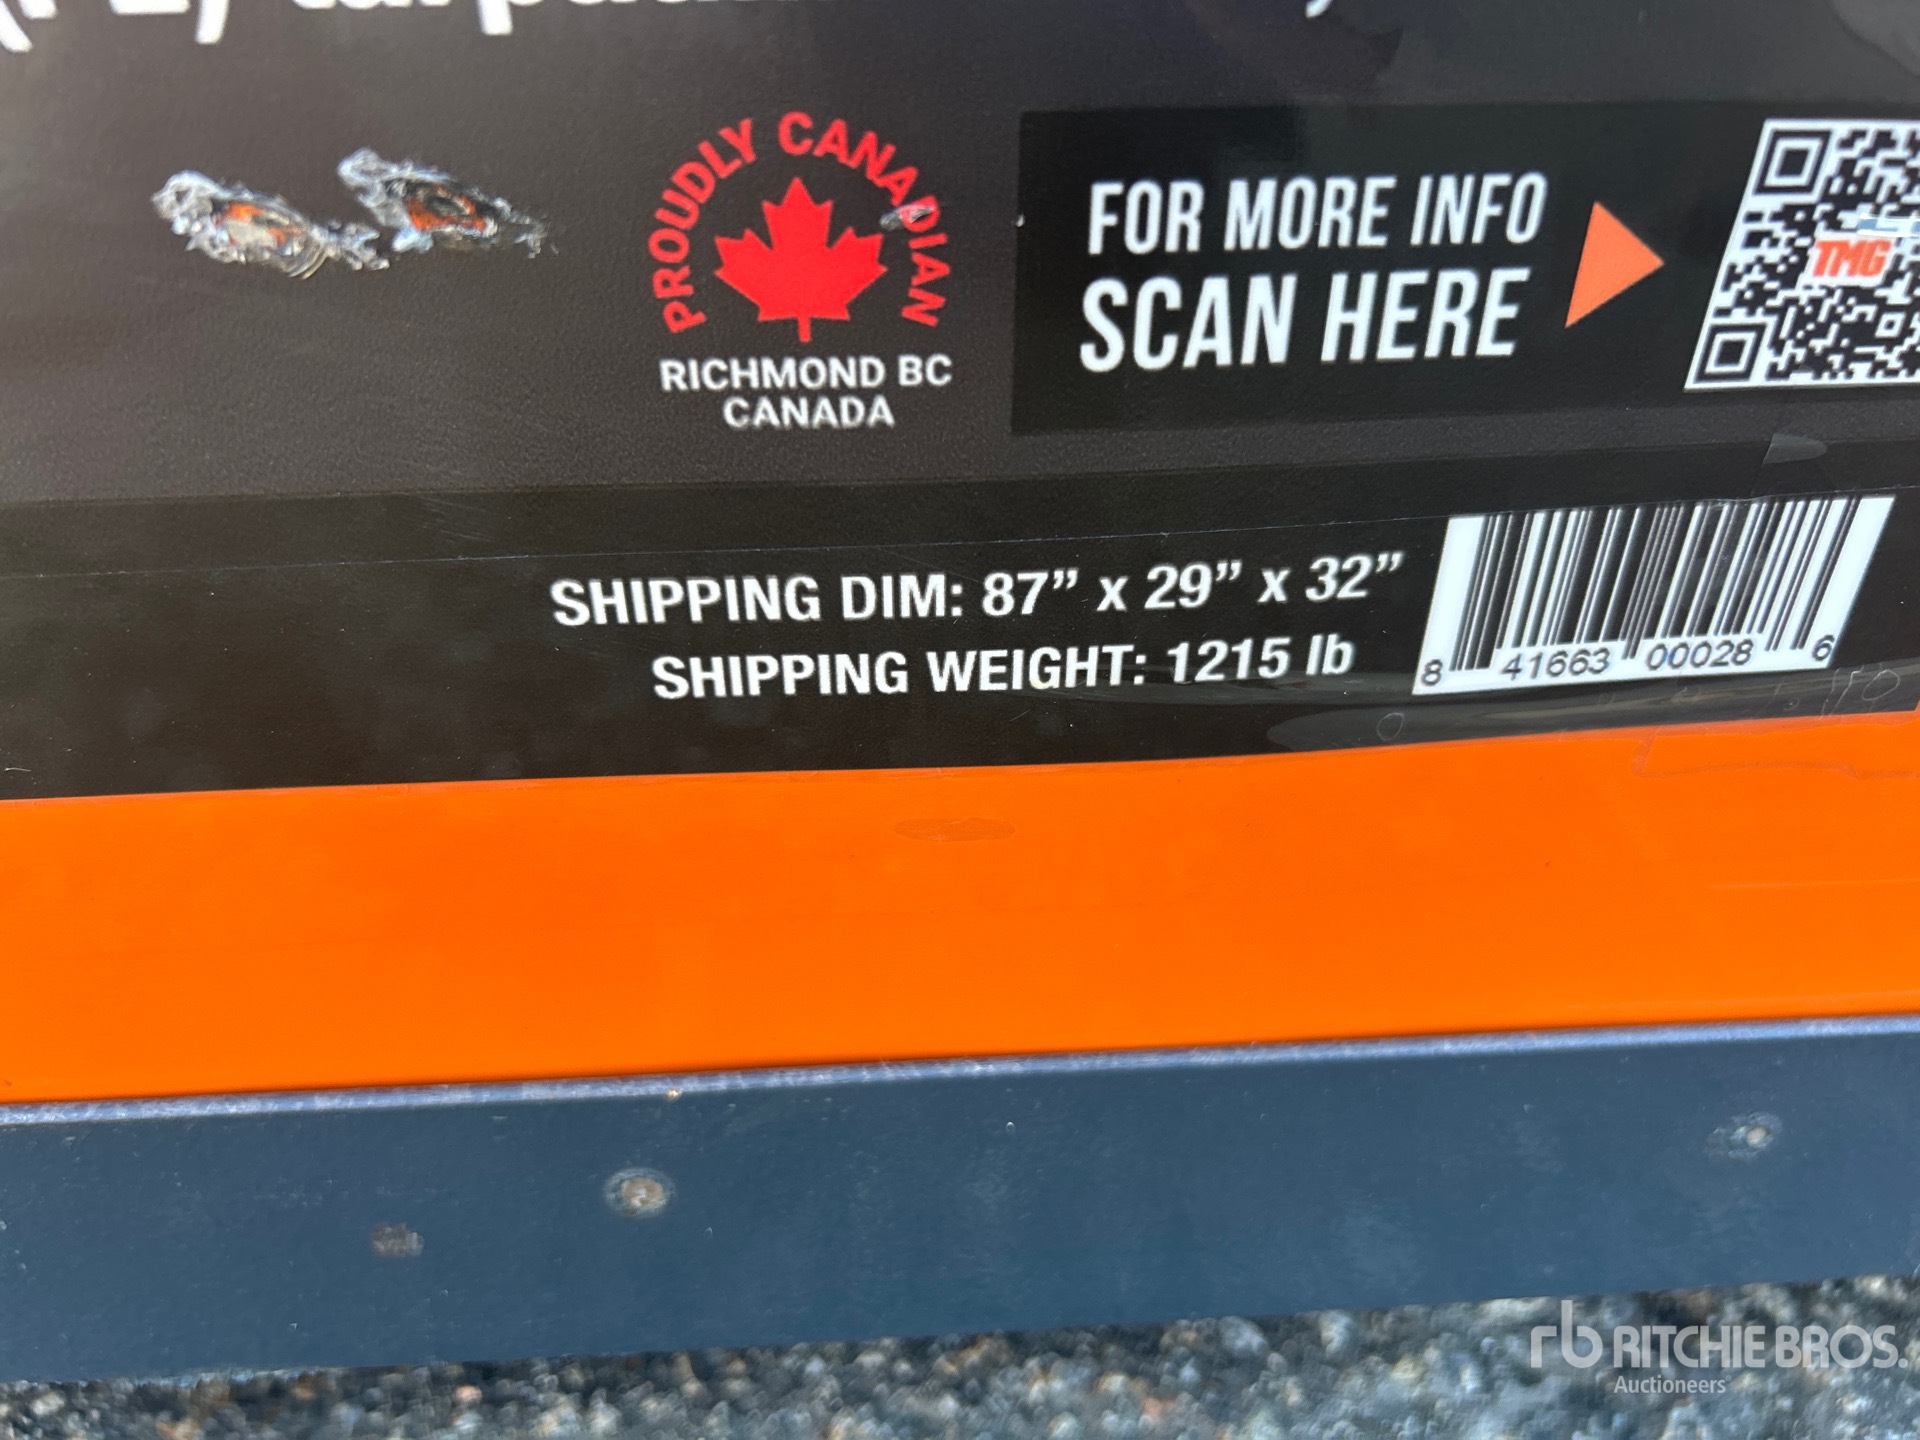 PROUDLY CANADIAN
RICHMOND BC
CANADA
FOR MORE INFO
SCAN HERE
TMG
SHIPPING DIM: 87” x 29” x 32”
SHIPPING WEIGHT: 1215 lb
8 41663 00028 6
rb RITCHIE BROS.
Auctioneers